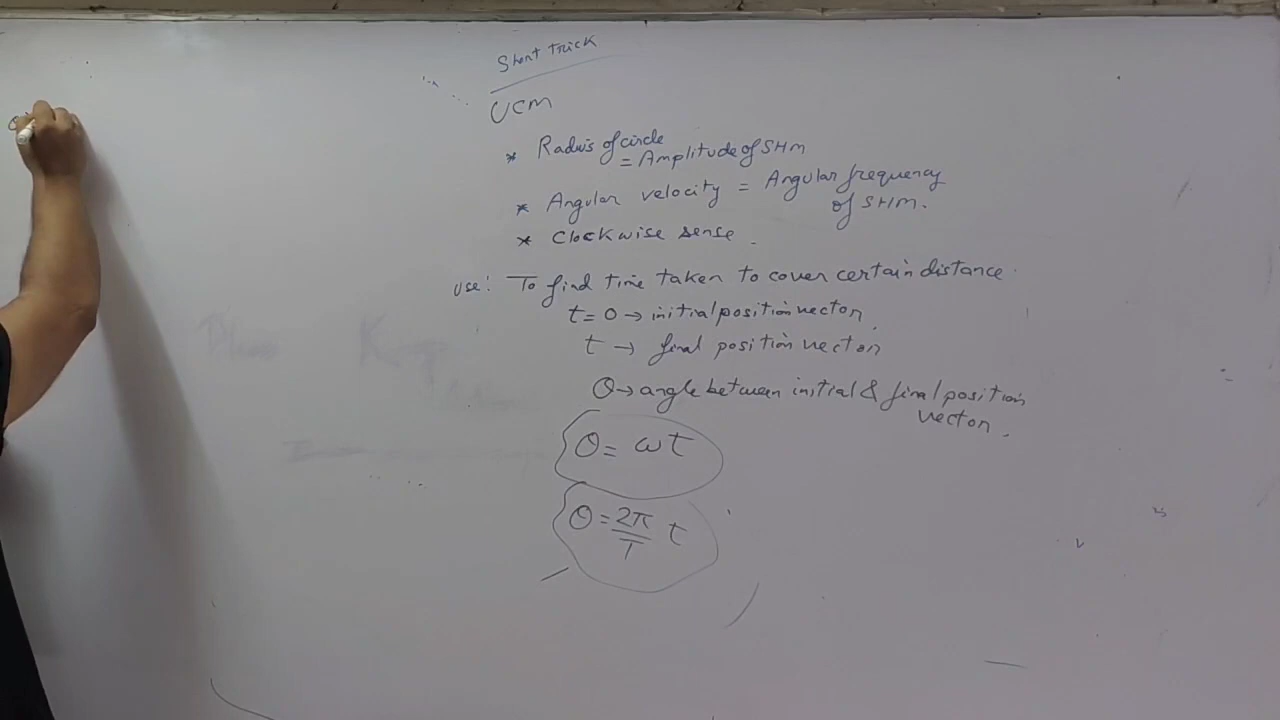 Short trick
UCM
* Radius of circle
= Amplitude of SHM
* Angular velocity = Angular frequency
of SHM.
* Clockwise sense.
use: To find time taken to cover certain distance.
t = 0 → initial position vector.
t → final position vector
θ → angle between initial & final position
vector.
θ = ωt
θ = 2π/T t